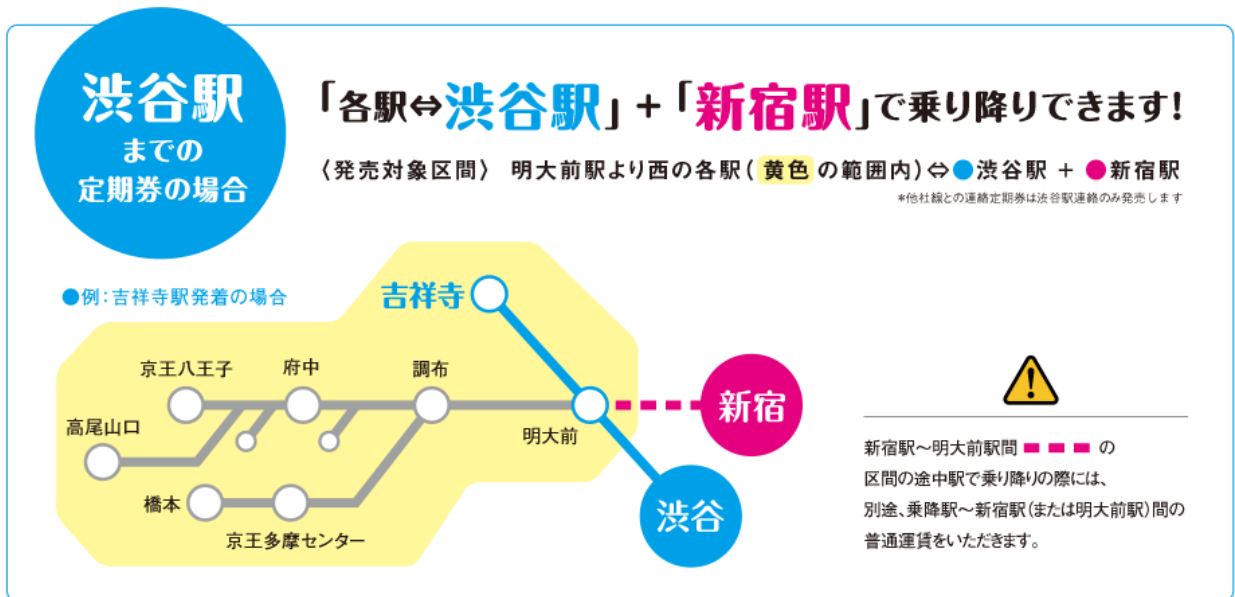 渋谷駅
までの
定期券の場合
「各駅⇔渋谷駅」+「新宿駅」で乗り降りできます!
〈発売対象区間〉 明大前駅より西の各駅(黄色の範囲内)⇔●渋谷駅 + ●新宿駅
*他社線との連絡定期券は渋谷駅連絡のみ発売します
●例:吉祥寺駅発着の場合
吉祥寺
京王八王子
府中
調布
新宿
高尾山口
明大前
橋本
京王多摩センター
渋谷
新宿駅〜明大前駅間 の
区間の途中駅で乗り降りの際には、
別途、乗降駅〜新宿駅(または明大前駅)間の
普通運賃をいただきます。